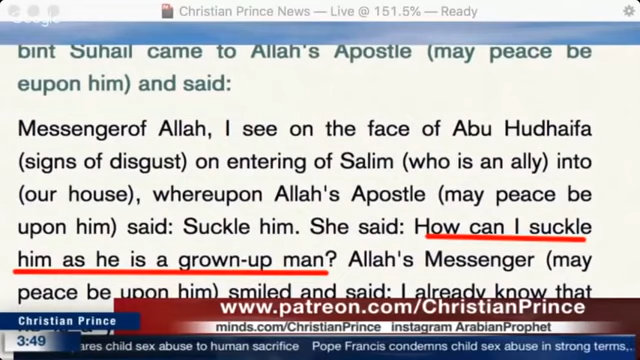 Christian Prince News — Live @ 151.5% — Ready
Google
bint Suhail came to Allah's Apostle (may peace be
eupon him) and said:
Messengerof Allah, I see on the face of Abu Hudhaifa
(signs of disgust) on entering of Salim (who is an ally) into
(our house), whereupon Allah's Apostle (may peace be
upon him) said: Suckle him. She said: How can I suckle
him as he is a grown-up man? Allah's Messenger (may
peace be upon him) smiled and said: I already know that
www.patreon.com/ChristianPrince
Christian Prince
minds.com/ChristianPrince instagram ArabianProphet
3:49
ares child sex abuse to human sacrifice Pope Francis condemns child sex abuse in strong terms,